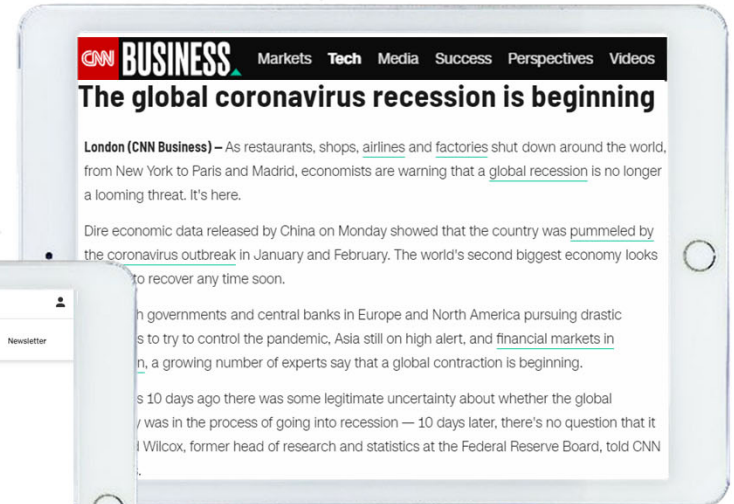 CNN BUSINESS Markets Tech Media Success Perspectives Videos
The global coronavirus recession is beginning
London (CNN Business) – As restaurants, shops, airlines and factories shut down around the world,
from New York to Paris and Madrid, economists are warning that a global recession is no longer
a looming threat. It's here.
Dire economic data released by China on Monday showed that the country was pummeled by
the coronavirus outbreak in January and February. The world's second biggest economy looks
to recover any time soon.
governments and central banks in Europe and North America pursuing drastic
to try to control the pandemic, Asia still on high alert, and financial markets in
a growing number of experts say that a global contraction is beginning.
10 days ago there was some legitimate uncertainty about whether the global
was in the process of going into recession — 10 days later, there's no question that it
Wilcox, former head of research and statistics at the Federal Reserve Board, told CNN
Newsletter